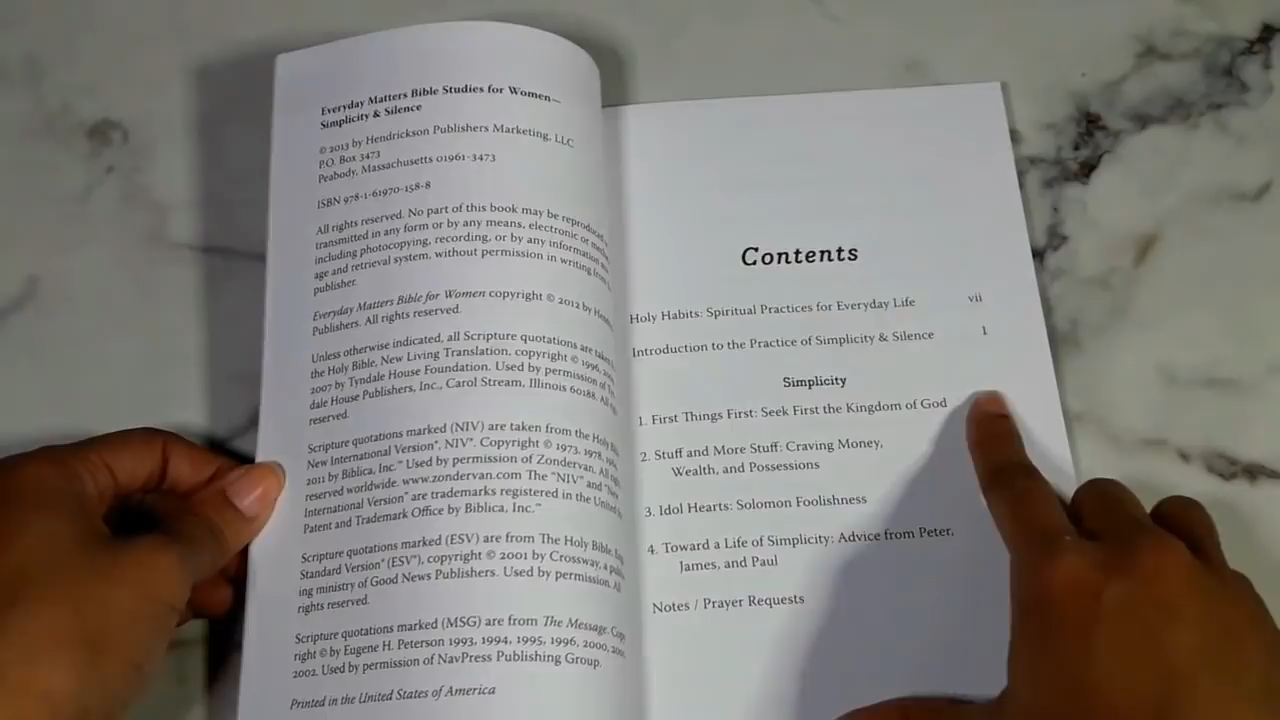 Everyday Matters Bible Studies for Women—
Simplicity & Silence
© 2013 by Hendrickson Publishers Marketing, LLC
P.O. Box 3473
Peabody, Massachusetts 01961-3473
ISBN 978-1-61970-158-8
All rights reserved. No part of this book may be reproduced
transmitted in any form or by any means, electronic or
including photocopying, recording, or by any information
age and retrieval system, without permission in writing from
publisher.
Everyday Matters Bible for Women copyright © 2012 by
Publishers. All rights reserved.
Unless otherwise indicated, all Scripture quotations are taken
the Holy Bible, New Living Translation, copyright © 1996,
2007 by Tyndale House Foundation. Used by permission of
dale House Publishers, Inc., Carol Stream, Illinois 60188. All
reserved.
Scripture quotations marked (NIV) are taken from the Holy
New International Version®, NIV®. Copyright © 1973, 1978,
2011 by Biblica, Inc.™ Used by permission of Zondervan. All
reserved worldwide. www.zondervan.com The "NIV" and
International Version" are trademarks registered in the United
Patent and Trademark Office by Biblica, Inc.™
Scripture quotations marked (ESV) are from The Holy Bible,
Standard Version® (ESV®), copyright © 2001 by Crossway, a
ing ministry of Good News Publishers. Used by permission. All
rights reserved.
Scripture quotations marked (MSG) are from The Message.
right © by Eugene H. Peterson 1993, 1994, 1995, 1996, 2000,
2002. Used by permission of NavPress Publishing Group.
Printed in the United States of America
Contents
Holy Habits: Spiritual Practices for Everyday Life vii
Introduction to the Practice of Simplicity & Silence 1
Simplicity
1. First Things First: Seek First the Kingdom of God
2. Stuff and More Stuff: Craving Money,
Wealth, and Possessions
3. Idol Hearts: Solomon Foolishness
4. Toward a Life of Simplicity: Advice from Peter,
James, and Paul
Notes / Prayer Requests